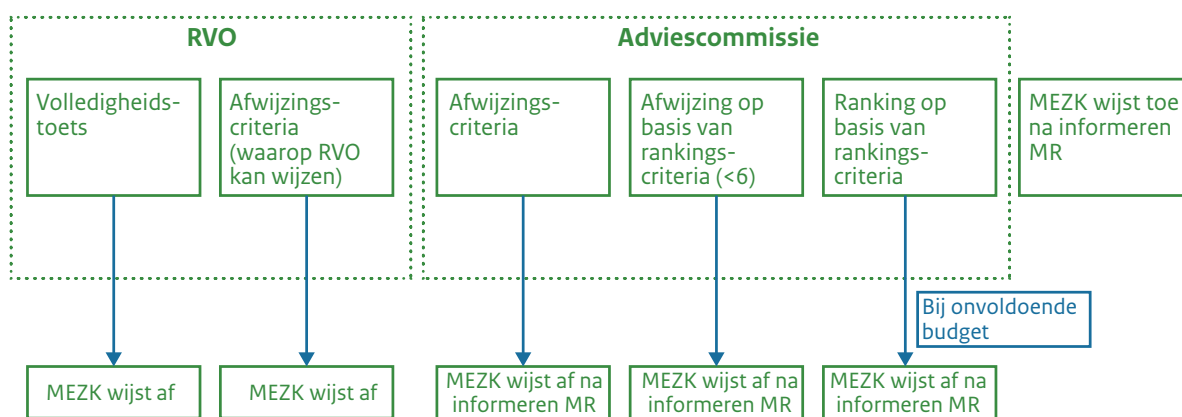 RVO
Adviescommissie
Volledigheids-
toets
Afwijzings-
criteria
(waarop RVO
kan wijzen)
Afwijzings-
criteria
Afwijzing op
basis van
rankings-
criteria (<6)
Ranking op
basis van
rankings-
criteria
MEZK wijst toe
na informeren
MR
Bij onvoldoende
budget
MEZK wijst af
MEZK wijst af
MEZK wijst af na
informeren MR
MEZK wijst af na
informeren MR
MEZK wijst af na
informeren MR